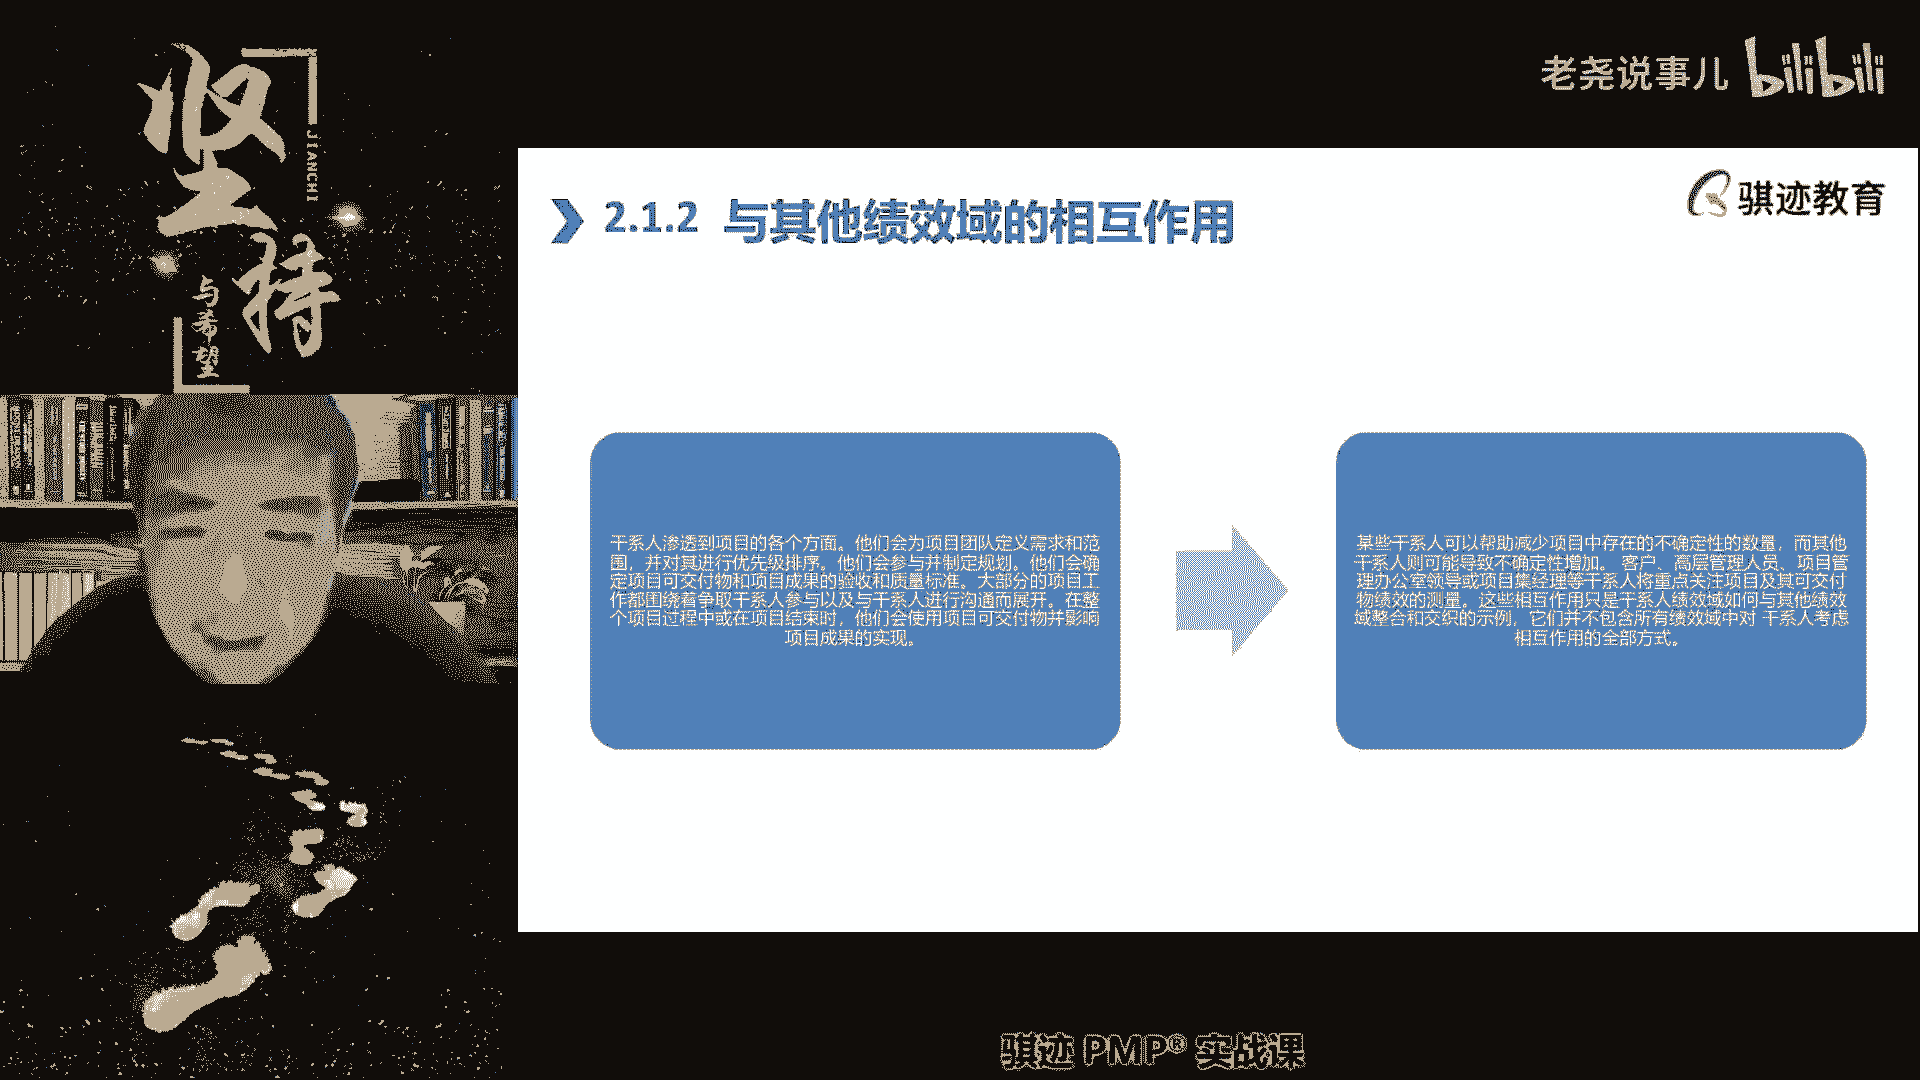 坚持
JIANCHI
与希望
老尧说事儿 bilibili
骐迹教育
2.1.2 与其他绩效域的相互作用
干系人渗透到项目的各个方面。他们会为项目团队定义需求和范
围，并对其进行优先级排序。他们会参与并制定规划。他们会确
定项目可交付物和项目成果的验收和质量标准。大部分的项目工
作都围绕着争取干系人参与以及与干系人进行沟通而展开。在整
个项目过程中或在项目结束时，他们会使用项目可交付物并影响
项目成果的实现。
某些干系人可以帮助减少项目中存在的不确定性的数量，而其他
干系人则可能导致不确定性增加。 客户、高层管理人员、项目管
理办公室领导或项目集经理等干系人将重点关注项目及其可交付
物绩效的测量。这些相互作用只是干系人绩效域如何与其他绩效
域整合和交织的示例，它们并不包含所有绩效域中对 干系人考虑
相互作用的全部方式。
骐迹 PMP® 实战课